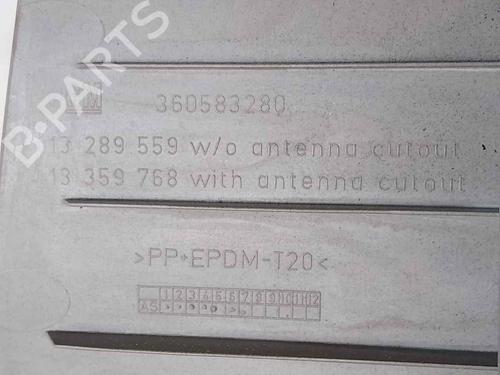 B-PARTS
GM 360583280
13 289 559 w/o antenna cutout
13 359 768 with antenna cutout
>PP+EPDM-T20<
1 2 3 4 5 6 7 8 9 10 11 12